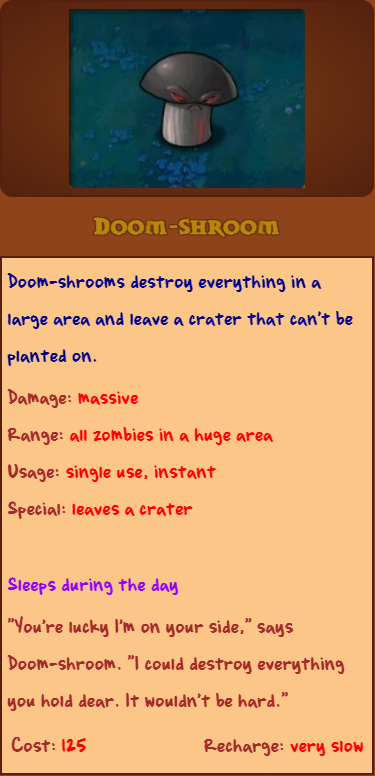 Doom-shroom
Doom-shrooms destroy everything in a
large area and leave a crater that can't be
planted on.
Damage: massive
Range: all zombies in a huge area
Usage: single use, instant
Special: leaves a crater
Sleeps during the day
"You're lucky I'm on your side," says
Doom-shroom. "I could destroy everything
you hold dear. It wouldn't be hard."
Cost: 125 Recharge: very slow